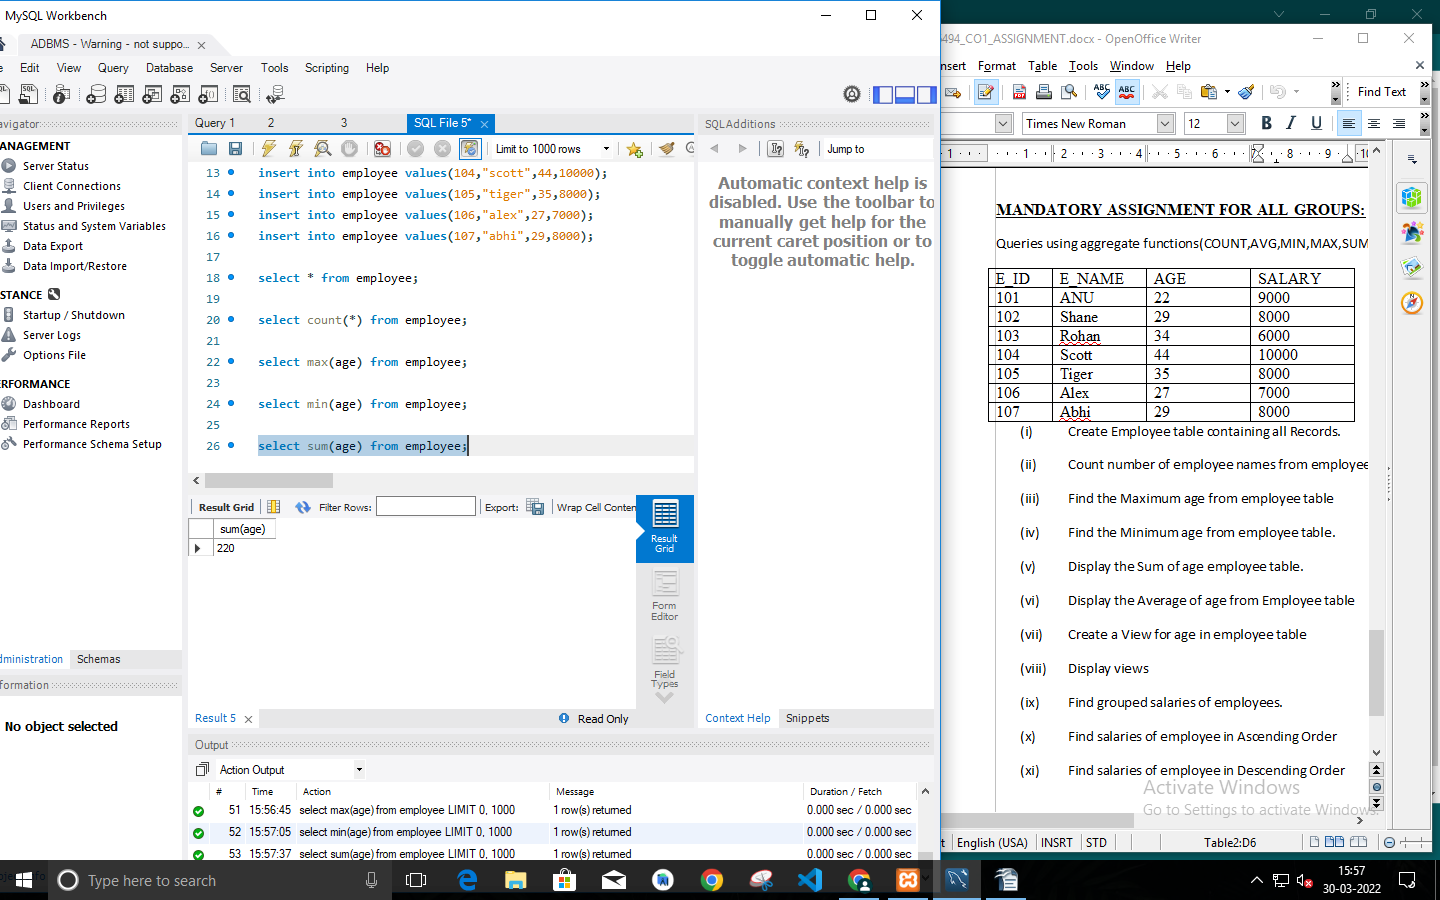 MySQL Workbench
ADBMS - Warning - not suppo...
Edit View Query Database Server Tools Scripting Help
Query 1 2 3 SQL File 5*
SQLAdditions
Limit to 1000 rows
Jump to
ANAGEMENT
Server Status
Client Connections
Users and Privileges
Status and System Variables
Data Export
Data Import/Restore
STANCE
Startup / Shutdown
Server Logs
Options File
RFORMANCE
Dashboard
Performance Reports
Performance Schema Setup
dministration Schemas
formation
No object selected
13 insert into employee values(104,"scott",44,10000);
14 insert into employee values(105,"tiger",35,8000);
15 insert into employee values(106,"alex",27,7000);
16 insert into employee values(107,"abhi",29,8000);
17
18 select * from employee;
19
20 select count(*) from employee;
21
22 select max(age) from employee;
23
24 select min(age) from employee;
25
26 select sum(age) from employee;
Automatic context help is
disabled. Use the toolbar to
manually get help for the
current caret position or to
toggle automatic help.
Result Grid Filter Rows: Export: Wrap Cell Conten
sum(age)
220
Result
Grid
Form
Editor
Field
Types
Result 5 Read Only
Context Help Snippets
Output
Action Output
# Time Action Message Duration / Fetch
51 15:56:45 select max(age) from employee LIMIT 0, 1000 1 row(s) returned 0.000 sec / 0.000 sec
52 15:57:05 select min(age) from employee LIMIT 0, 1000 1 row(s) returned 0.000 sec / 0.000 sec
53 15:57:37 select sum(age) from employee LIMIT 0, 1000 1 row(s) returned 0.000 sec / 0.000 sec
494_CO1_ASSIGNMENT.docx - OpenOffice Writer
nsert Format Table Tools Window Help
Find Text
Times New Roman 12 B I U
1 1 2 3 4 5 6 8 9 10
MANDATORY ASSIGNMENT FOR ALL GROUPS:
Queries using aggregate functions(COUNT,AVG,MIN,MAX,SUM
E_ID E_NAME AGE SALARY
101 ANU 22 9000
102 Shane 29 8000
103 Rohan 34 6000
104 Scott 44 10000
105 Tiger 35 8000
106 Alex 27 7000
107 Abhi 29 8000
(i) Create Employee table containing all Records.
(ii) Count number of employee names from employee
(iii) Find the Maximum age from employee table
(iv) Find the Minimum age from employee table.
(v) Display the Sum of age employee table.
(vi) Display the Average of age from Employee table
(vii) Create a View for age in employee table
(viii) Display views
(ix) Find grouped salaries of employees.
(x) Find salaries of employee in Ascending Order
(xi) Find salaries of employee in Descending Order
Activate Windows
Go to Settings to activate Windows.
English (USA) INSRT STD Table2:D6
Type here to search
15:57
30-03-2022